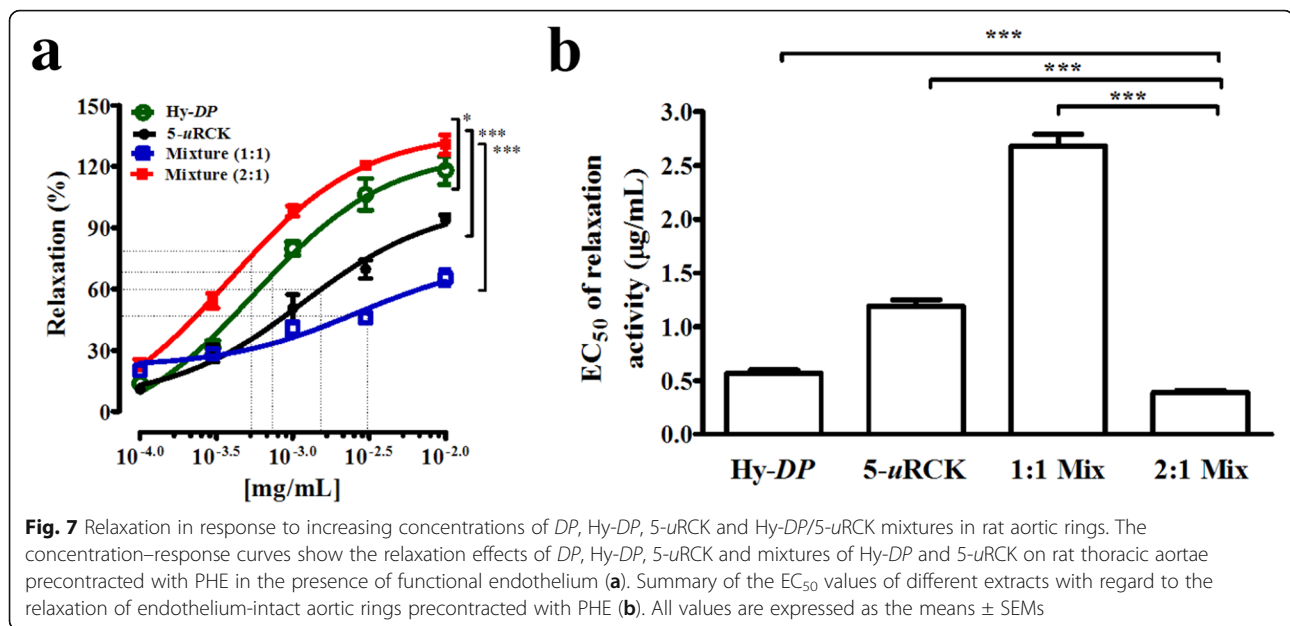 a
b
Relaxation (%)
150
120
90
60
30
0
Hy-DP
5-uRCK
Mixture (1:1)
Mixture (2:1)
*
***
***
10-4.0 10-3.5 10-3.0 10-2.5 10-2.0
[mg/mL]
***
***
***
EC50 of relaxation
activity (µg/mL)
3.0
2.5
2.0
1.5
1.0
0.5
0.0
Hy-DP 5-uRCK 1:1 Mix 2:1 Mix
Fig. 7 Relaxation in response to increasing concentrations of DP, Hy-DP, 5-uRCK and Hy-DP/5-uRCK mixtures in rat aortic rings. The
concentration–response curves show the relaxation effects of DP, Hy-DP, 5-uRCK and mixtures of Hy-DP and 5-uRCK on rat thoracic aortae
precontracted with PHE in the presence of functional endothelium (a). Summary of the EC50 values of different extracts with regard to the
relaxation of endothelium-intact aortic rings precontracted with PHE (b). All values are expressed as the means ± SEMs